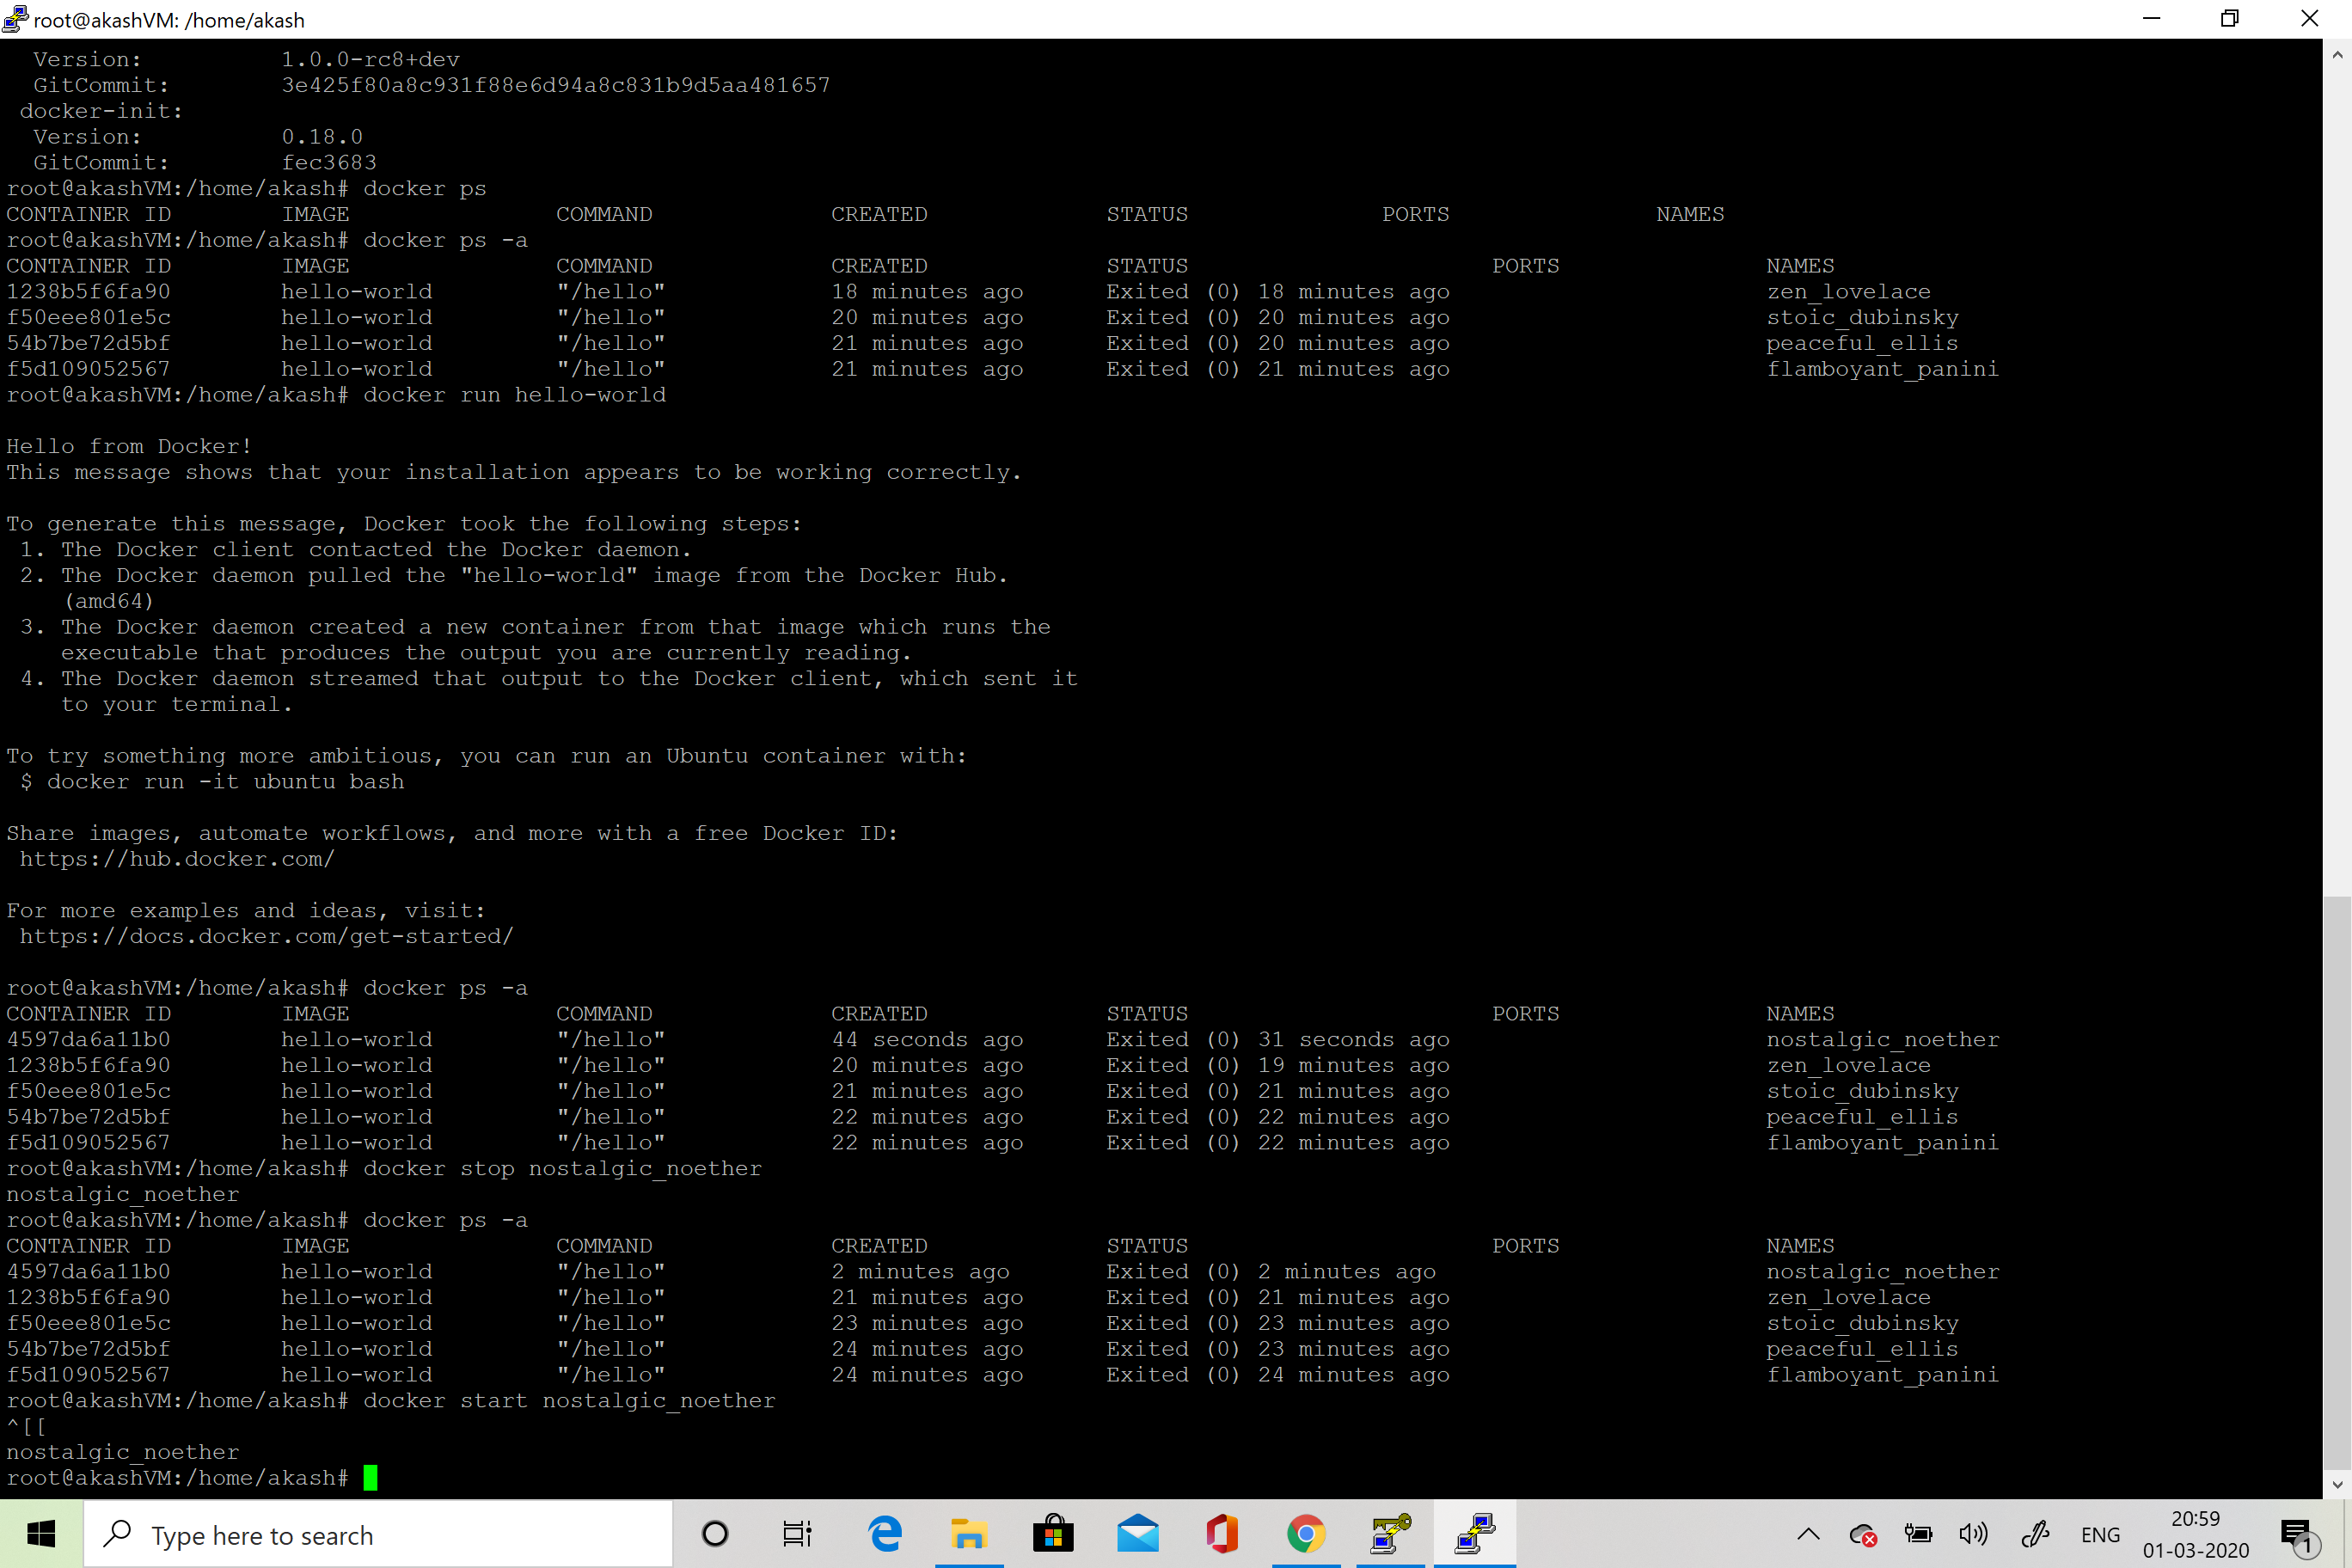 root@akashVM: /home/akash
Version: 1.0.0-rc8+dev
GitCommit: 3e425f80a8c931f88e6d94a8c831b9d5aa481657
docker-init:
Version: 0.18.0
GitCommit: fec3683
root@akashVM:/home/akash# docker ps
CONTAINER ID IMAGE COMMAND CREATED STATUS PORTS NAMES
root@akashVM:/home/akash# docker ps -a
CONTAINER ID IMAGE COMMAND CREATED STATUS PORTS NAMES
1238b5f6fa90 hello-world "/hello" 18 minutes ago Exited (0) 18 minutes ago zen_lovelace
f50eee801e5c hello-world "/hello" 20 minutes ago Exited (0) 20 minutes ago stoic_dubinsky
54b7be72d5bf hello-world "/hello" 21 minutes ago Exited (0) 20 minutes ago peaceful_ellis
f5d109052567 hello-world "/hello" 21 minutes ago Exited (0) 21 minutes ago flamboyant_panini
root@akashVM:/home/akash# docker run hello-world
Hello from Docker!
This message shows that your installation appears to be working correctly.
To generate this message, Docker took the following steps:
1. The Docker client contacted the Docker daemon.
2. The Docker daemon pulled the "hello-world" image from the Docker Hub.
(amd64)
3. The Docker daemon created a new container from that image which runs the
executable that produces the output you are currently reading.
4. The Docker daemon streamed that output to the Docker client, which sent it
to your terminal.
To try something more ambitious, you can run an Ubuntu container with:
$ docker run -it ubuntu bash
Share images, automate workflows, and more with a free Docker ID:
https://hub.docker.com/
For more examples and ideas, visit:
https://docs.docker.com/get-started/
root@akashVM:/home/akash# docker ps -a
CONTAINER ID IMAGE COMMAND CREATED STATUS PORTS NAMES
4597da6a11b0 hello-world "/hello" 44 seconds ago Exited (0) 31 seconds ago nostalgic_noether
1238b5f6fa90 hello-world "/hello" 20 minutes ago Exited (0) 19 minutes ago zen_lovelace
f50eee801e5c hello-world "/hello" 21 minutes ago Exited (0) 21 minutes ago stoic_dubinsky
54b7be72d5bf hello-world "/hello" 22 minutes ago Exited (0) 22 minutes ago peaceful_ellis
f5d109052567 hello-world "/hello" 22 minutes ago Exited (0) 22 minutes ago flamboyant_panini
root@akashVM:/home/akash# docker stop nostalgic_noether
nostalgic_noether
root@akashVM:/home/akash# docker ps -a
CONTAINER ID IMAGE COMMAND CREATED STATUS PORTS NAMES
4597da6a11b0 hello-world "/hello" 2 minutes ago Exited (0) 2 minutes ago nostalgic_noether
1238b5f6fa90 hello-world "/hello" 21 minutes ago Exited (0) 21 minutes ago zen_lovelace
f50eee801e5c hello-world "/hello" 23 minutes ago Exited (0) 23 minutes ago stoic_dubinsky
54b7be72d5bf hello-world "/hello" 24 minutes ago Exited (0) 23 minutes ago peaceful_ellis
f5d109052567 hello-world "/hello" 24 minutes ago Exited (0) 24 minutes ago flamboyant_panini
root@akashVM:/home/akash# docker start nostalgic_noether
^[[
nostalgic_noether
root@akashVM:/home/akash#
Type here to search
ENG
20:59
01-03-2020
1